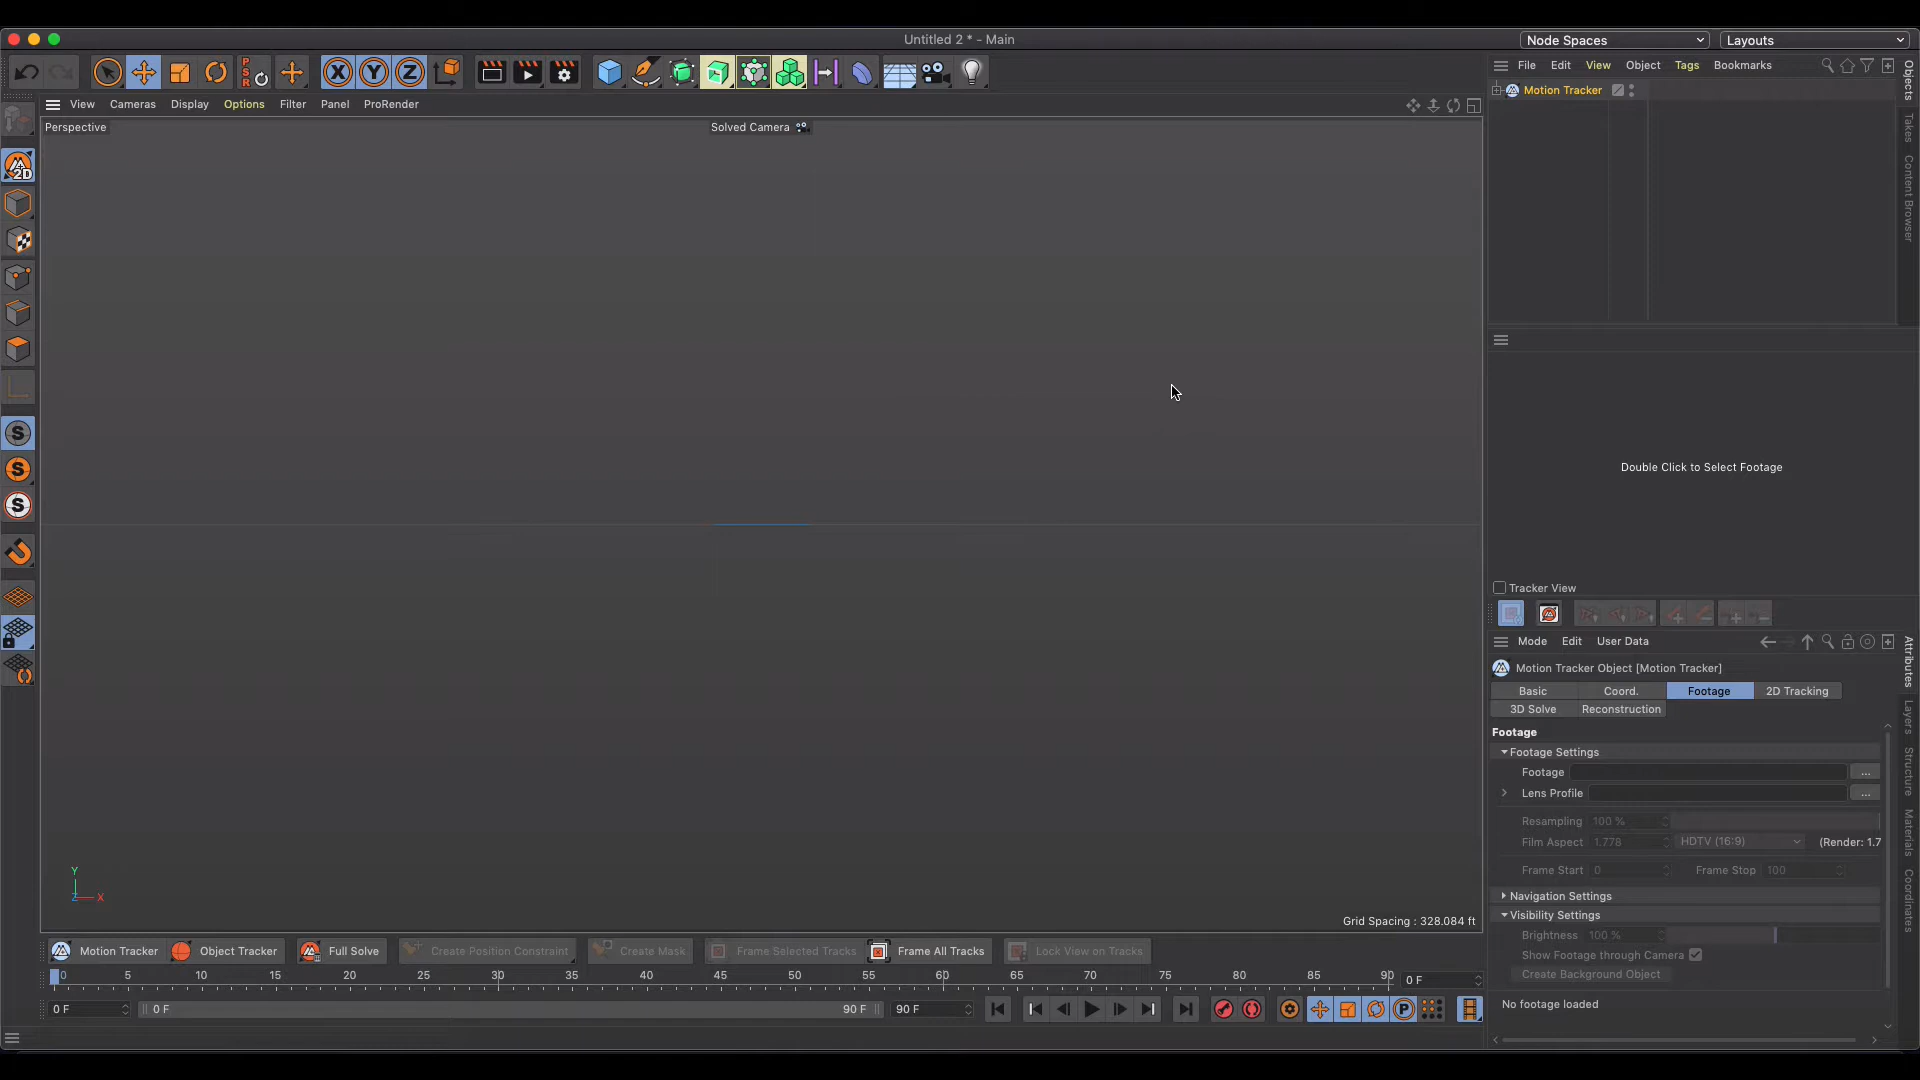 Untitled 2 * - Main
Node Spaces
Layouts
PSR
X
Y
Z
File
Edit
View
Object
Tags
Bookmarks
View
Cameras
Display
Options
Filter
Panel
ProRender
Motion Tracker
Objects
Takes
Content Browser
Perspective
Solved Camera
2D
S
S
S
Double Click to Select Footage
Tracker View
Mode
Edit
User Data
Motion Tracker Object [Motion Tracker]
Basic
Coord.
Footage
2D Tracking
3D Solve
Reconstruction
Footage
Footage Settings
Footage
...
Lens Profile
...
Resampling 100 %
Film Aspect 1.778 HDTV (16:9) (Render: 1.7
Frame Start 0 Frame Stop 100
Navigation Settings
Visibility Settings
Brightness 100 %
Show Footage through Camera
Create Background Object
No footage loaded
Attributes
Layers
Structure
Materials
Coordinates
Y
Z
X
Grid Spacing : 328.084 ft
Motion Tracker
Object Tracker
Full Solve
Create Position Constraint
Create Mask
Frame Selected Tracks
Frame All Tracks
Lock View on Tracks
0 5 10 15 20 25 30 35 40 45 50 55 60 65 70 75 80 85 90
0 F
0 F
0 F
90 F
90 F
P